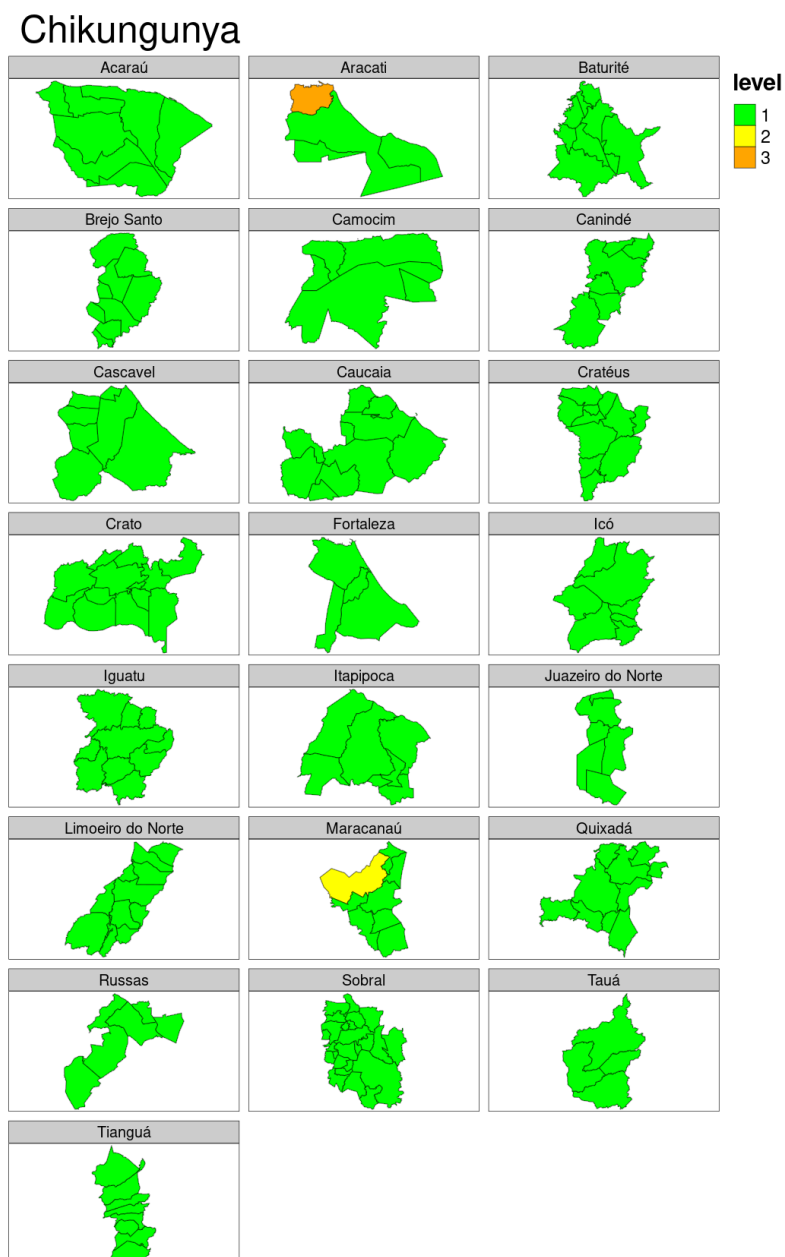 Chikungunya
Acaraú
Aracati
Baturité
level
1
2
3
Brejo Santo
Camocim
Canindé
Cascavel
Caucaia
Cratéus
Crato
Fortaleza
Icó
Iguatu
Itapipoca
Juazeiro do Norte
Limoeiro do Norte
Maracanaú
Quixadá
Russas
Sobral
Tauá
Tianguá